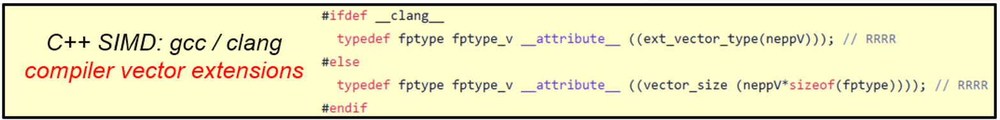 C++ SIMD: gcc / clang
compiler vector extensions
#ifdef __clang__
typedef fptype fptype_v __attribute__ ((ext_vector_type(neppV))); // RRRR
#else
typedef fptype fptype_v __attribute__ ((vector_size (neppV*sizeof(fptype)))); // RRRR
#endif